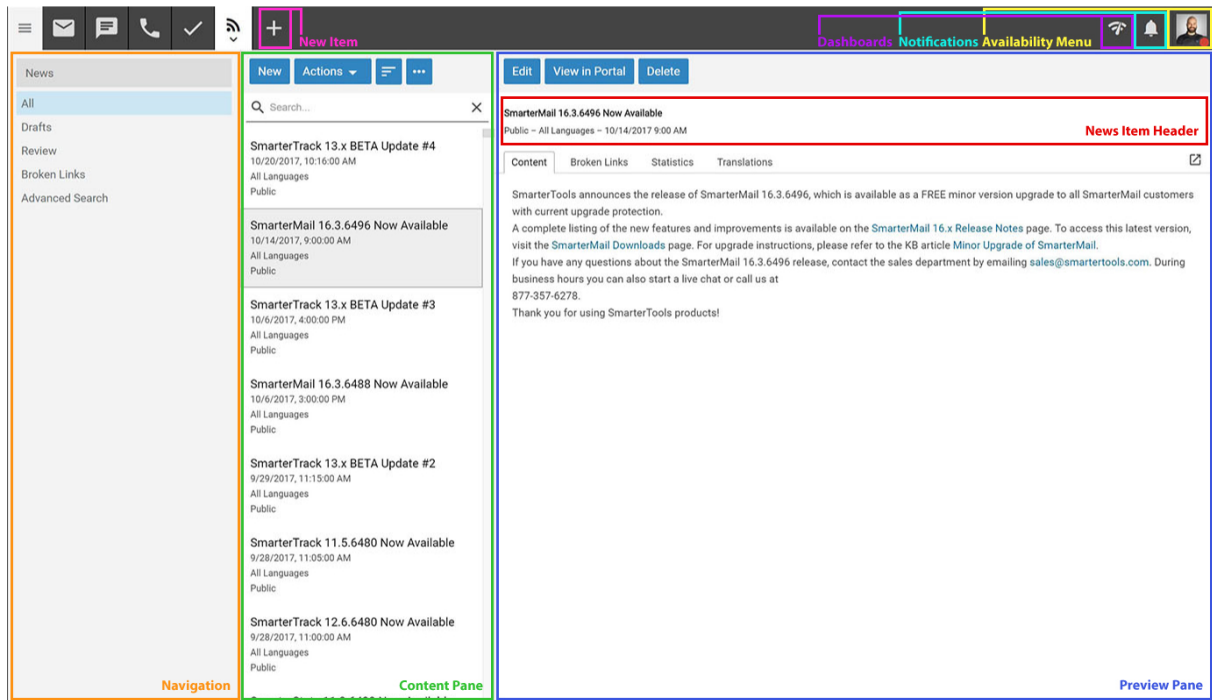 New Item
Dashboards Notifications Availability Menu
News
All
Drafts
Review
Broken Links
Advanced Search
Navigation
New Actions
Search...
SmarterTrack 13.x BETA Update #4
10/20/2017, 10:16:00 AM
All Languages
Public
SmarterMail 16.3.6496 Now Available
10/14/2017, 9:00:00 AM
All Languages
Public
SmarterTrack 13.x BETA Update #3
10/6/2017, 4:00:00 PM
All Languages
Public
SmarterMail 16.3.6488 Now Available
10/6/2017, 3:00:00 PM
All Languages
Public
SmarterTrack 13.x BETA Update #2
9/29/2017, 11:15:00 AM
All Languages
Public
SmarterTrack 11.5.6480 Now Available
9/28/2017, 11:05:00 AM
All Languages
Public
SmarterTrack 12.6.6480 Now Available
9/28/2017, 11:00:00 AM
All Languages
Public
Content Pane
Edit View in Portal Delete
SmarterMail 16.3.6496 Now Available
Public – All Languages – 10/14/2017 9:00 AM
News Item Header
Content Broken Links Statistics Translations
SmarterTools announces the release of SmarterMail 16.3.6496, which is available as a FREE minor version upgrade to all SmarterMail customers
with current upgrade protection.
A complete listing of the new features and improvements is available on the SmarterMail 16.x Release Notes page. To access this latest version,
visit the SmarterMail Downloads page. For upgrade instructions, please refer to the KB article Minor Upgrade of SmarterMail.
If you have any questions about the SmarterMail 16.3.6496 release, contact the sales department by emailing sales@smartertools.com. During
business hours you can also start a live chat or call us at
877-357-6278.
Thank you for using SmarterTools products!
Preview Pane